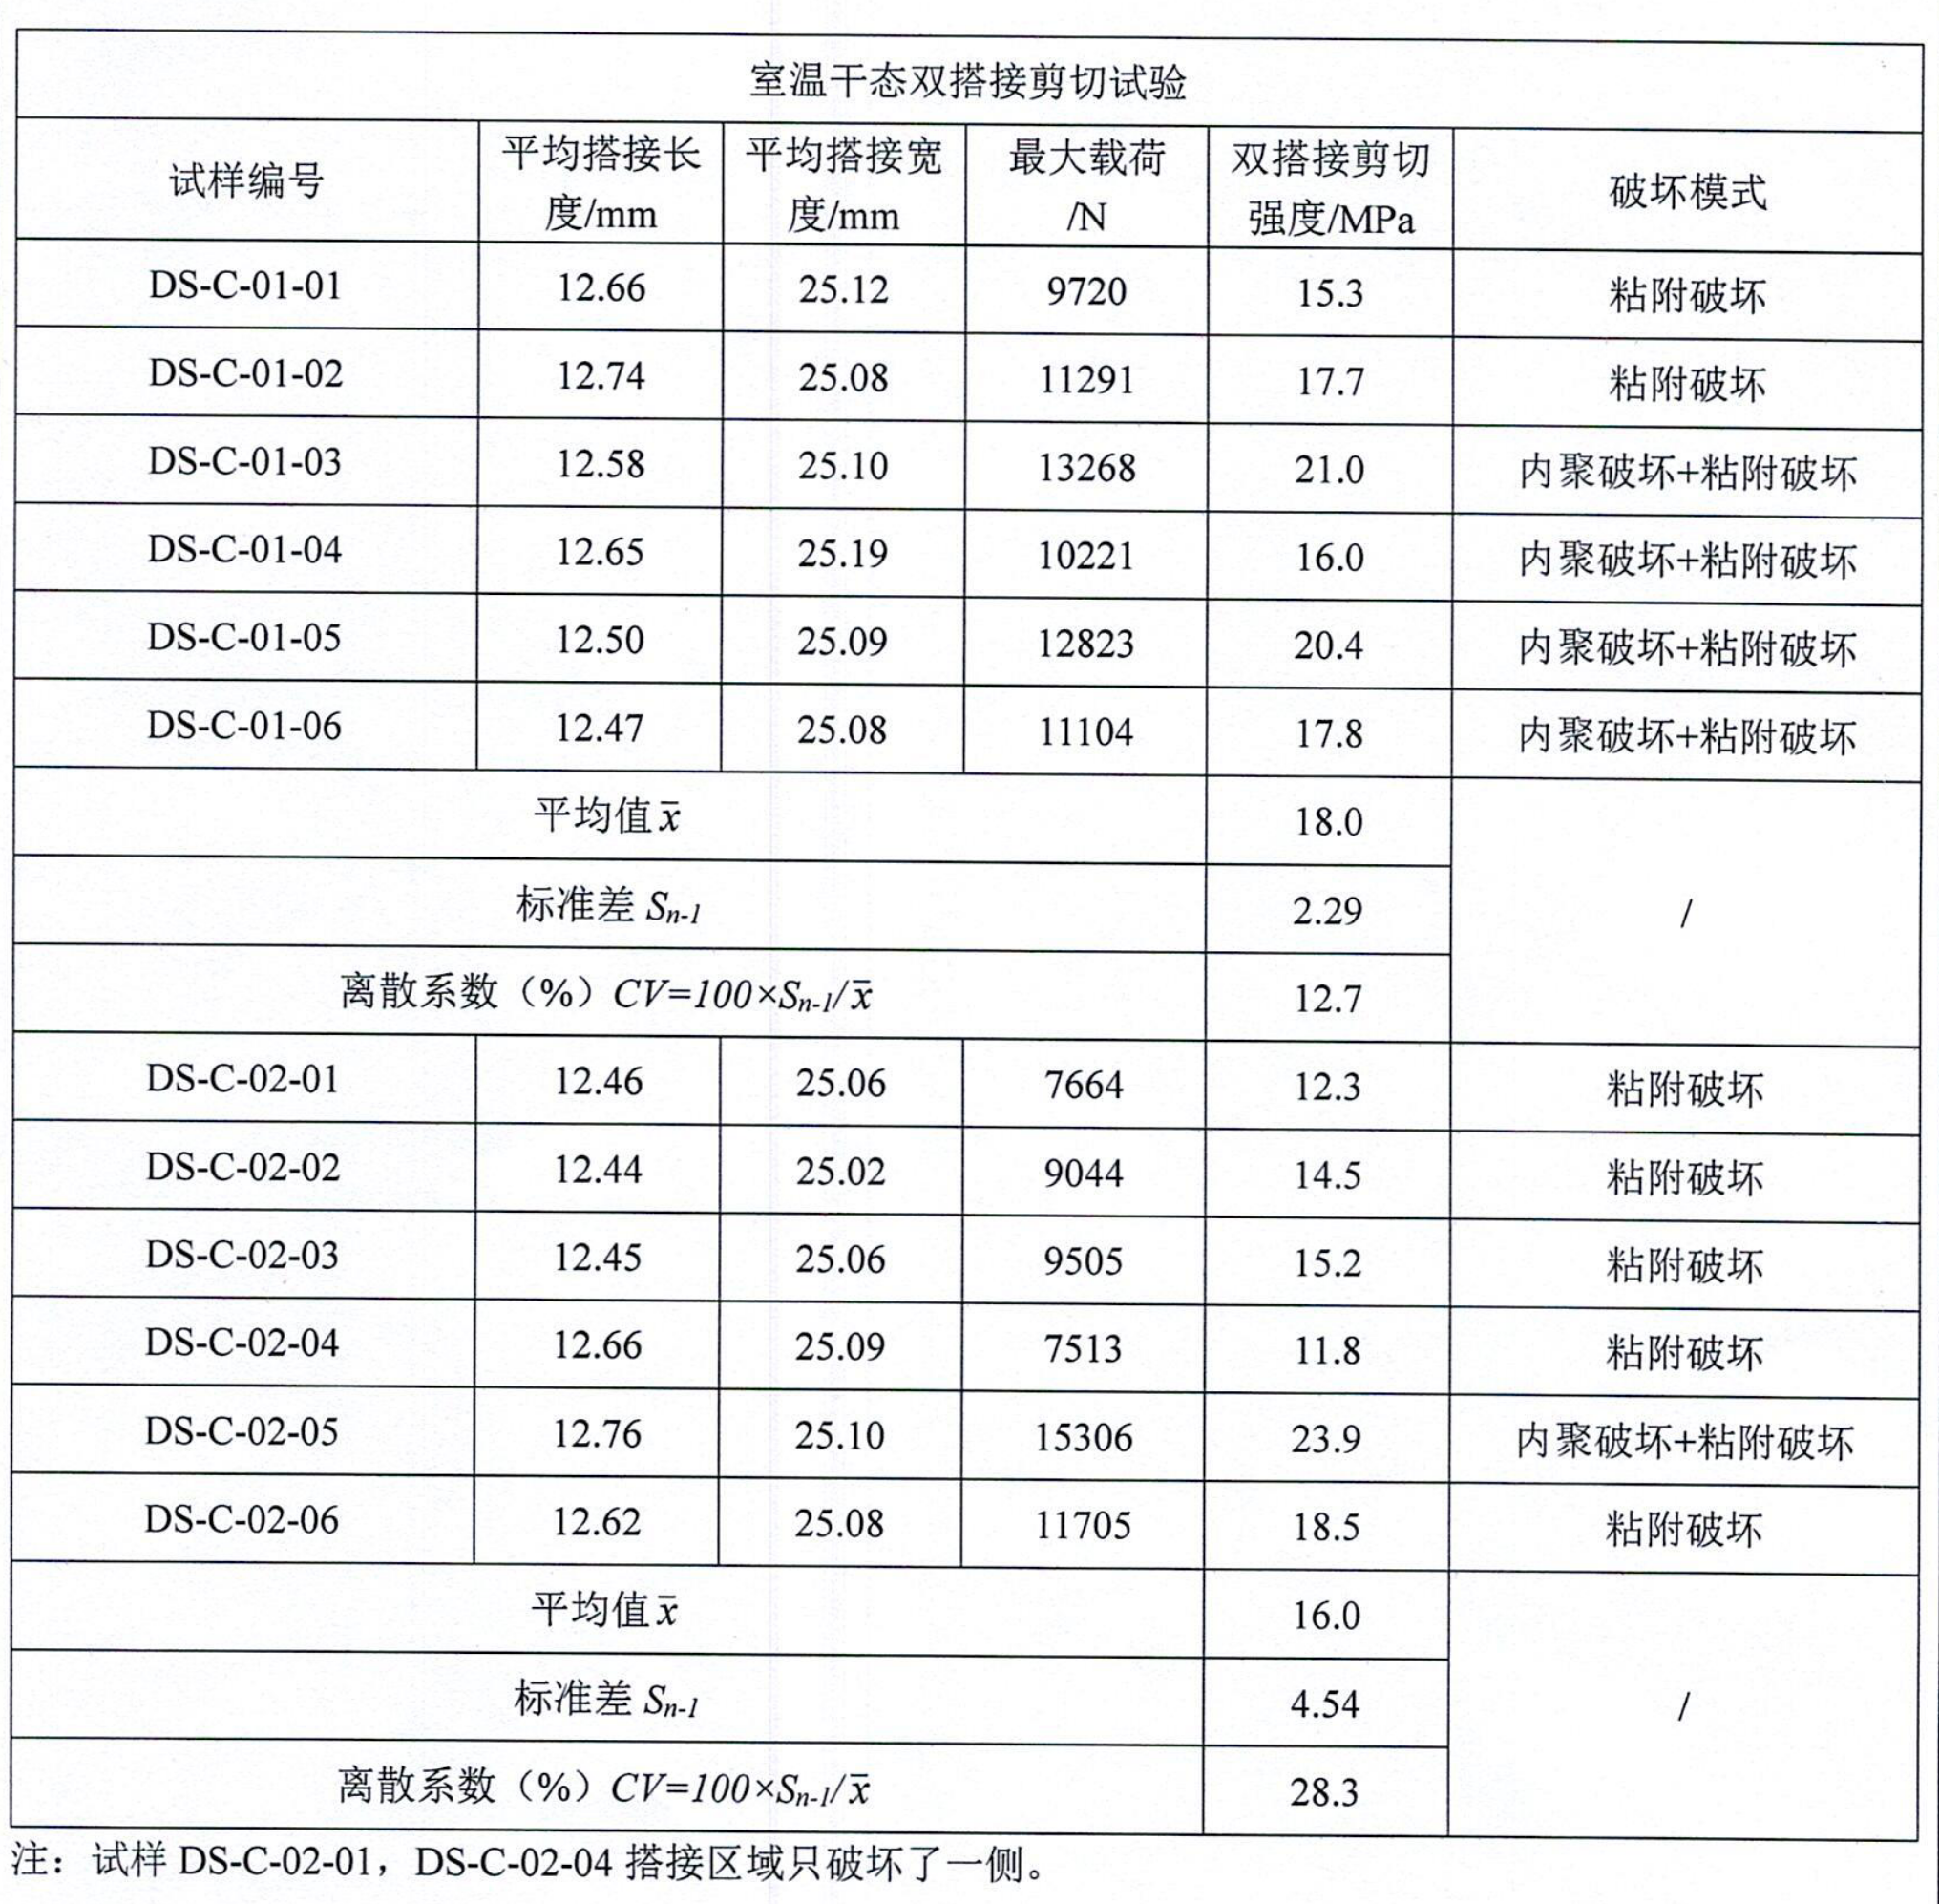 室温干态双搭接剪切试验
试样编号 平均搭接长 平均搭接宽 最大载荷 双搭接剪切 破坏模式
度/mm 度/mm /N 强度/MPa
DS-C-01-01 12.66 25.12 9720 15.3 粘附破坏
DS-C-01-02 12.74 25.08 11291 17.7 粘附破坏
DS-C-01-03 12.58 25.10 13268 21.0 内聚破坏+粘附破坏
DS-C-01-04 12.65 25.19 10221 16.0 内聚破坏+粘附破坏
DS-C-01-05 12.50 25.09 12823 20.4 内聚破坏+粘附破坏
DS-C-01-06 12.47 25.08 11104 17.8 内聚破坏+粘附破坏
平均值 x̄ 18.0
标准差 Sn-1 2.29 /
离散系数（%）CV=100×Sn-1/x̄ 12.7
DS-C-02-01 12.46 25.06 7664 12.3 粘附破坏
DS-C-02-02 12.44 25.02 9044 14.5 粘附破坏
DS-C-02-03 12.45 25.06 9505 15.2 粘附破坏
DS-C-02-04 12.66 25.09 7513 11.8 粘附破坏
DS-C-02-05 12.76 25.10 15306 23.9 内聚破坏+粘附破坏
DS-C-02-06 12.62 25.08 11705 18.5 粘附破坏
平均值 x̄ 16.0
标准差 Sn-1 4.54 /
离散系数（%）CV=100×Sn-1/x̄ 28.3
注：试样 DS-C-02-01，DS-C-02-04 搭接区域只破坏了一侧。